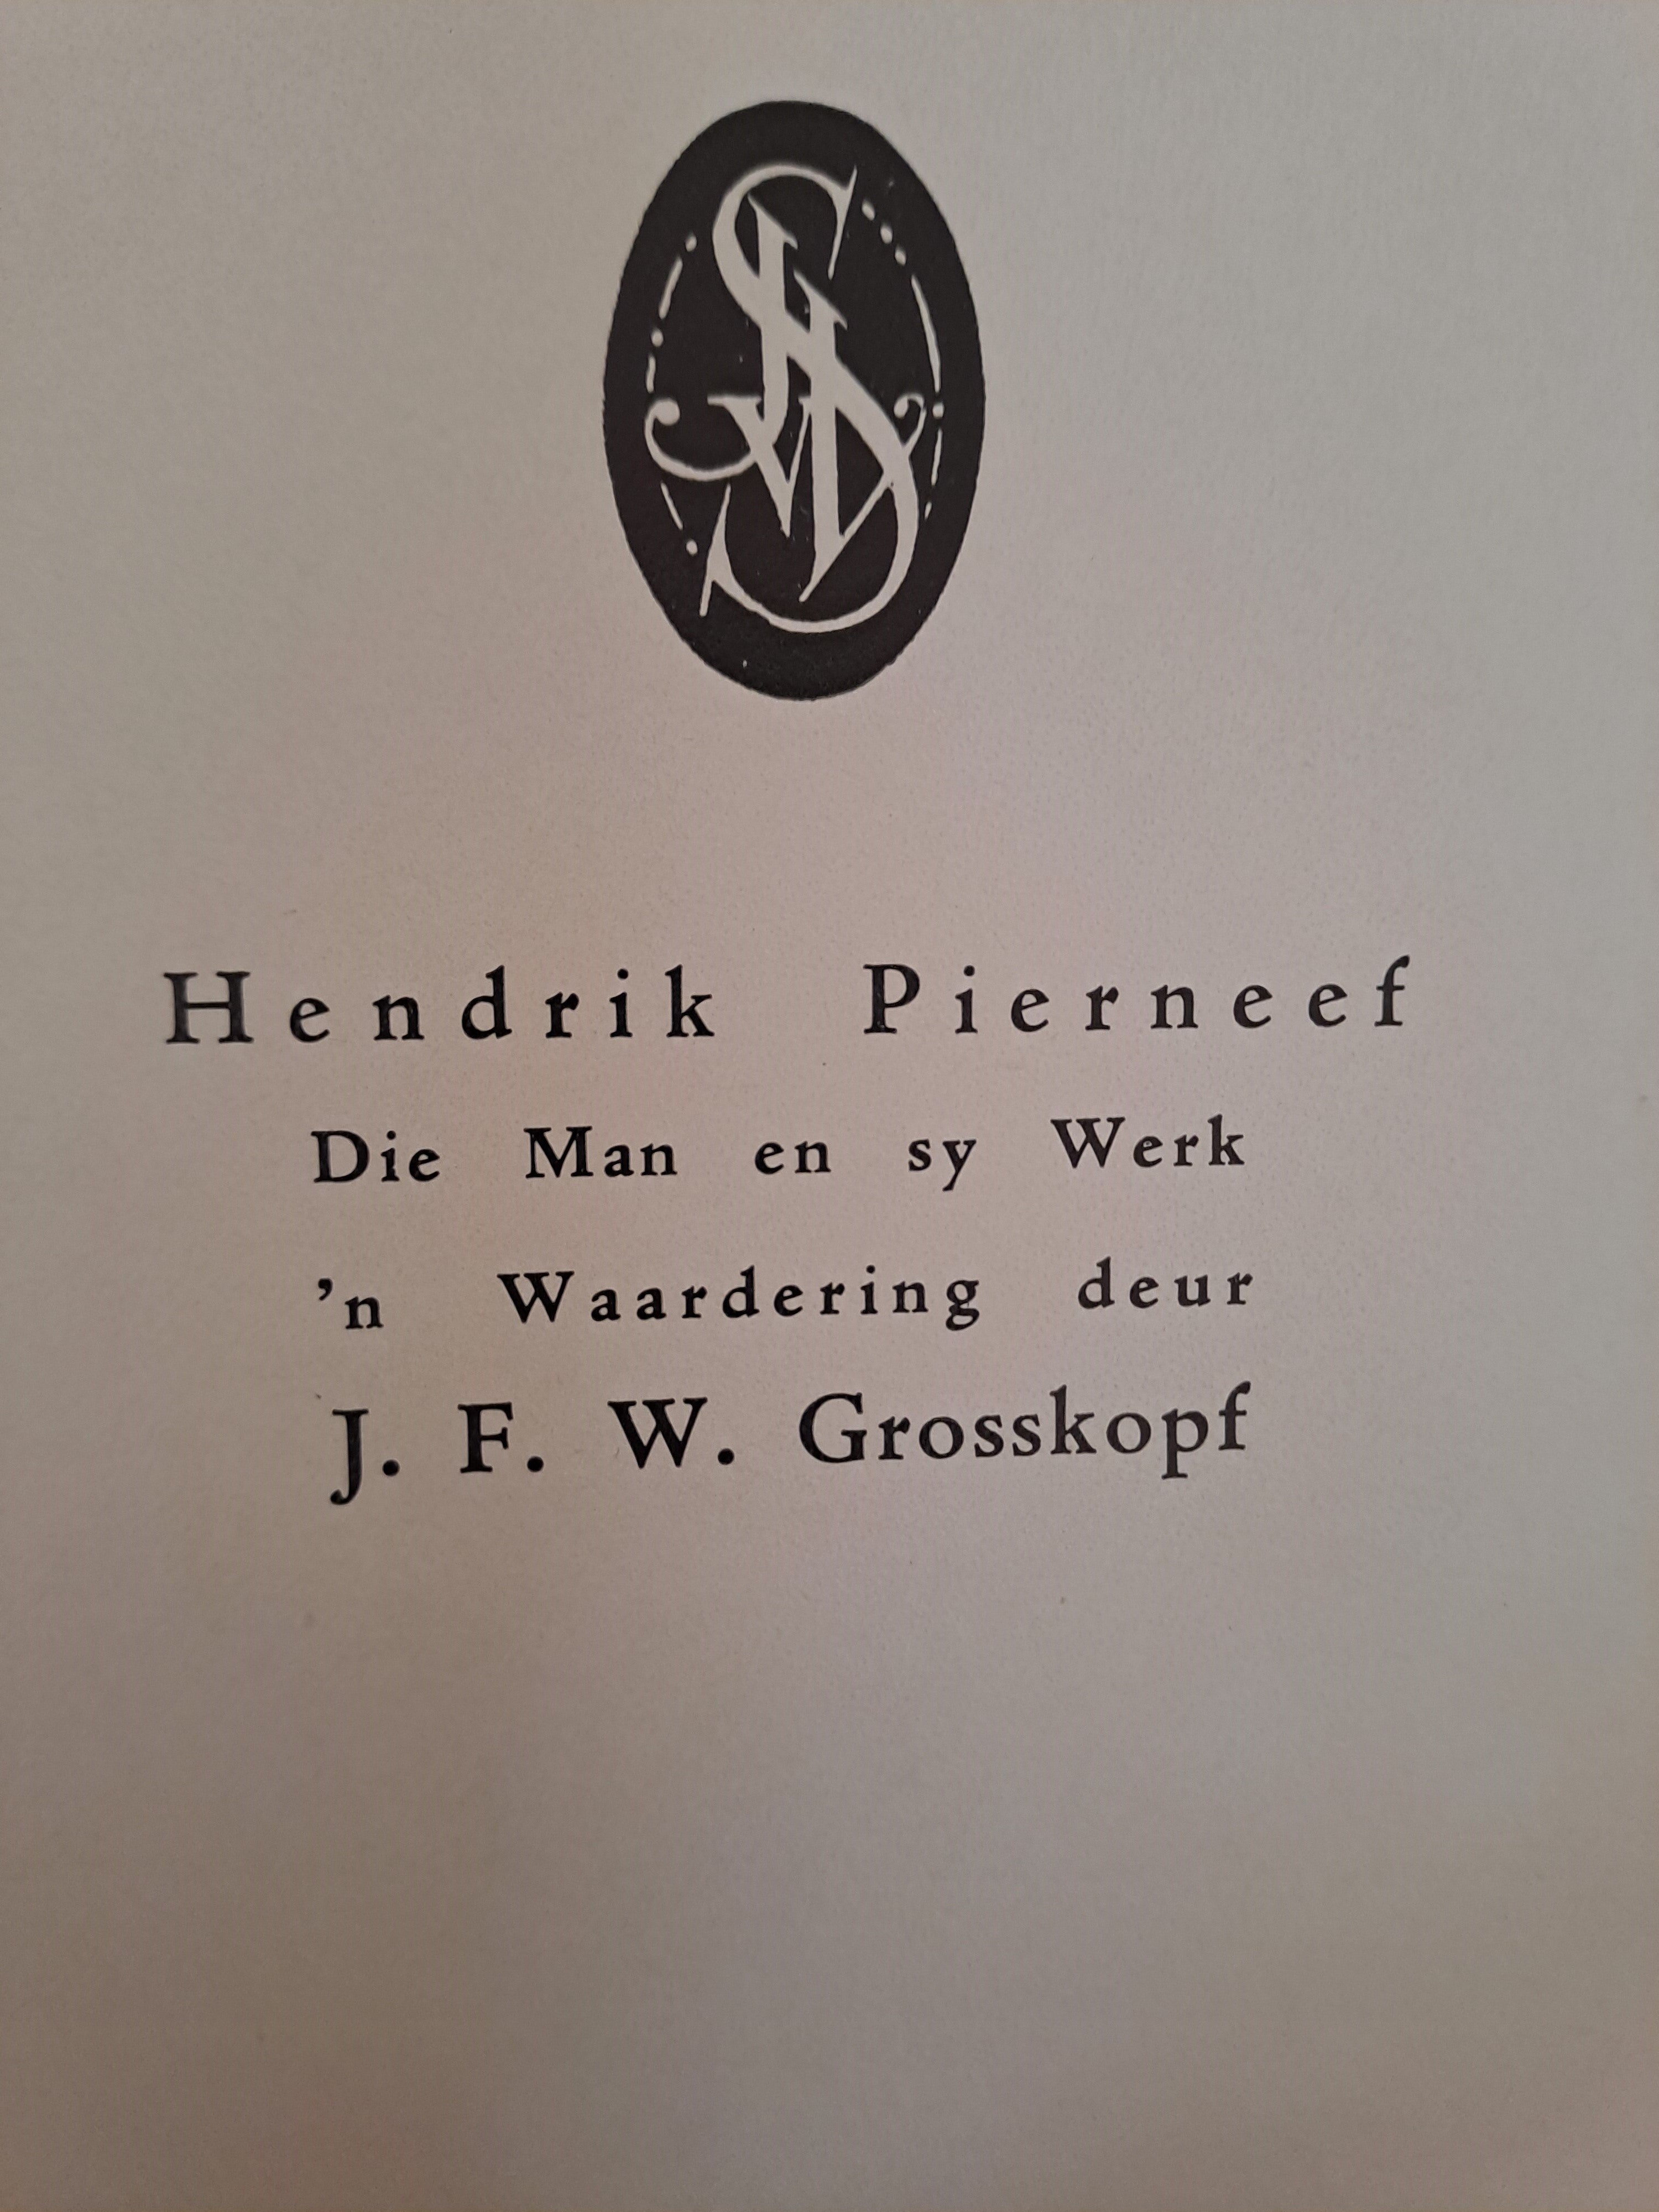 Hendrik Pierneef
Die Man en sy Werk
'n Waardering deur
J. F. W. Grosskopf